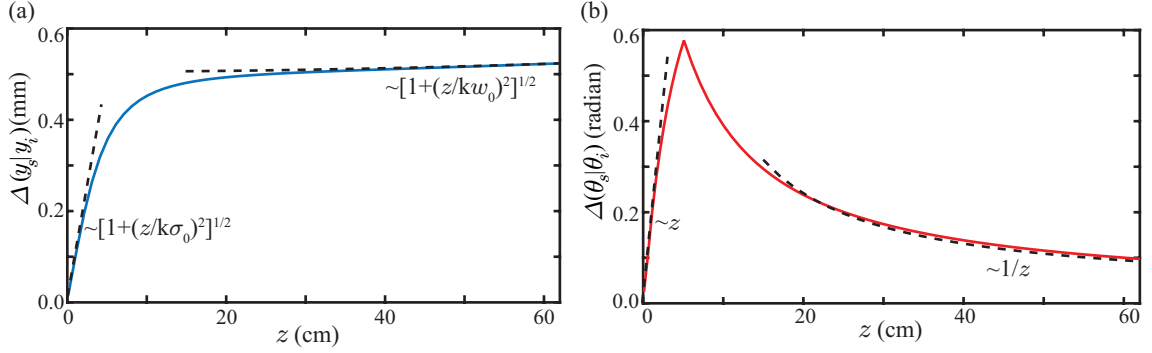 (a)
0.6
0.4
0.2
0.0
Δ(y_s|y_i)(mm)
~[1+(z/kw_0)^2]^{1/2}
~[1+(z/kσ_0)^2]^{1/2}
0 20 40 60
z (cm)
(b)
0.6
0.4
0.2
0.0
Δ(θ_s|θ_i) (radian)
~z
~1/z
0 20 40 60
z (cm)